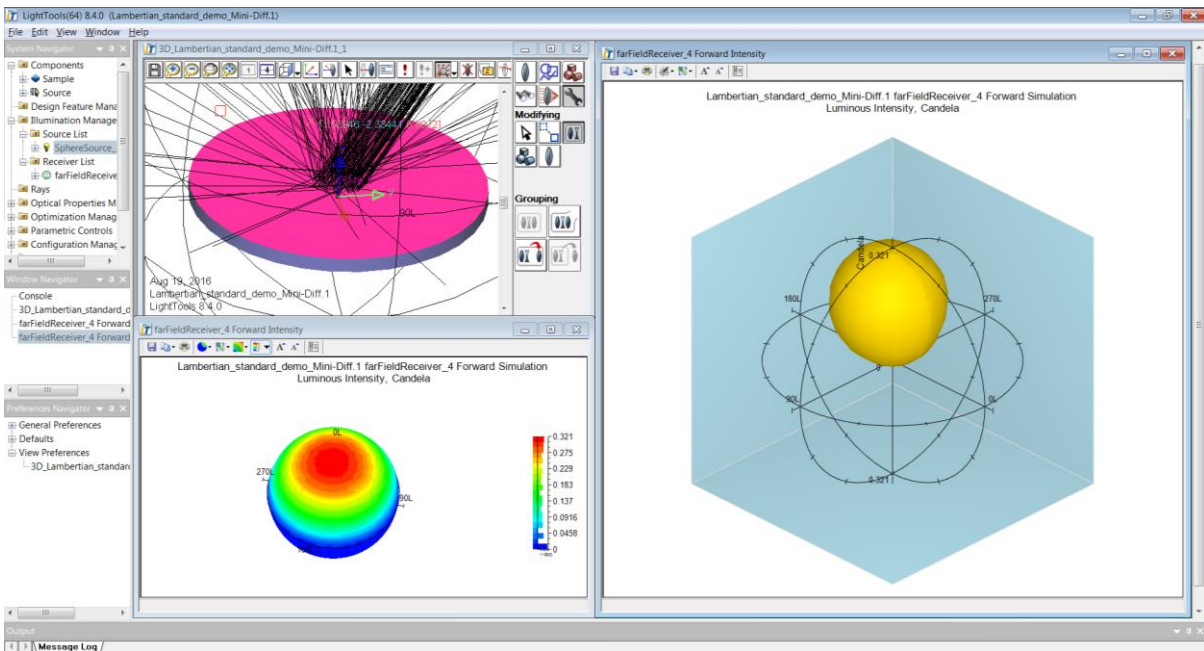 LightTools(64) 8.4.0 (Lambertian_standard_demo_Mini-Diff.1)
File Edit View Window Help
System Navigator
Components
Sample
Source
Design Feature Mana
Illumination Manage
Source List
SphereSource_
Receiver List
farFieldReceive
Rays
Optical Properties M
Optimization Manag
Parametric Controls
Configuration Manag
Window Navigator
Console
3D_Lambertian_standard_d
farFieldReceiver_4 Forward
farFieldReceiver_4 Forward
Preferences Navigator
General Preferences
Defaults
View Preferences
3D_Lambertian_standard
3D_Lambertian_standard_demo_Mini-Diff.1_1
90L
Aug 19, 2016
Lambertian_standard_demo_Mini-Diff.1
LightTools 8.4.0
Modifying
Grouping
farFieldReceiver_4 Forward Intensity
Lambertian_standard_demo_Mini-Diff.1 farFieldReceiver_4 Forward Simulation
Luminous Intensity, Candela
0L
270L
90L
0.321
0.275
0.229
0.183
0.137
0.0916
0.0458
0
farFieldReceiver_4 Forward Intensity
Lambertian_standard_demo_Mini-Diff.1 farFieldReceiver_4 Forward Simulation
Luminous Intensity, Candela
Candela
0.321
180L
270L
0
90L
0L
0.321
Output
Message Log